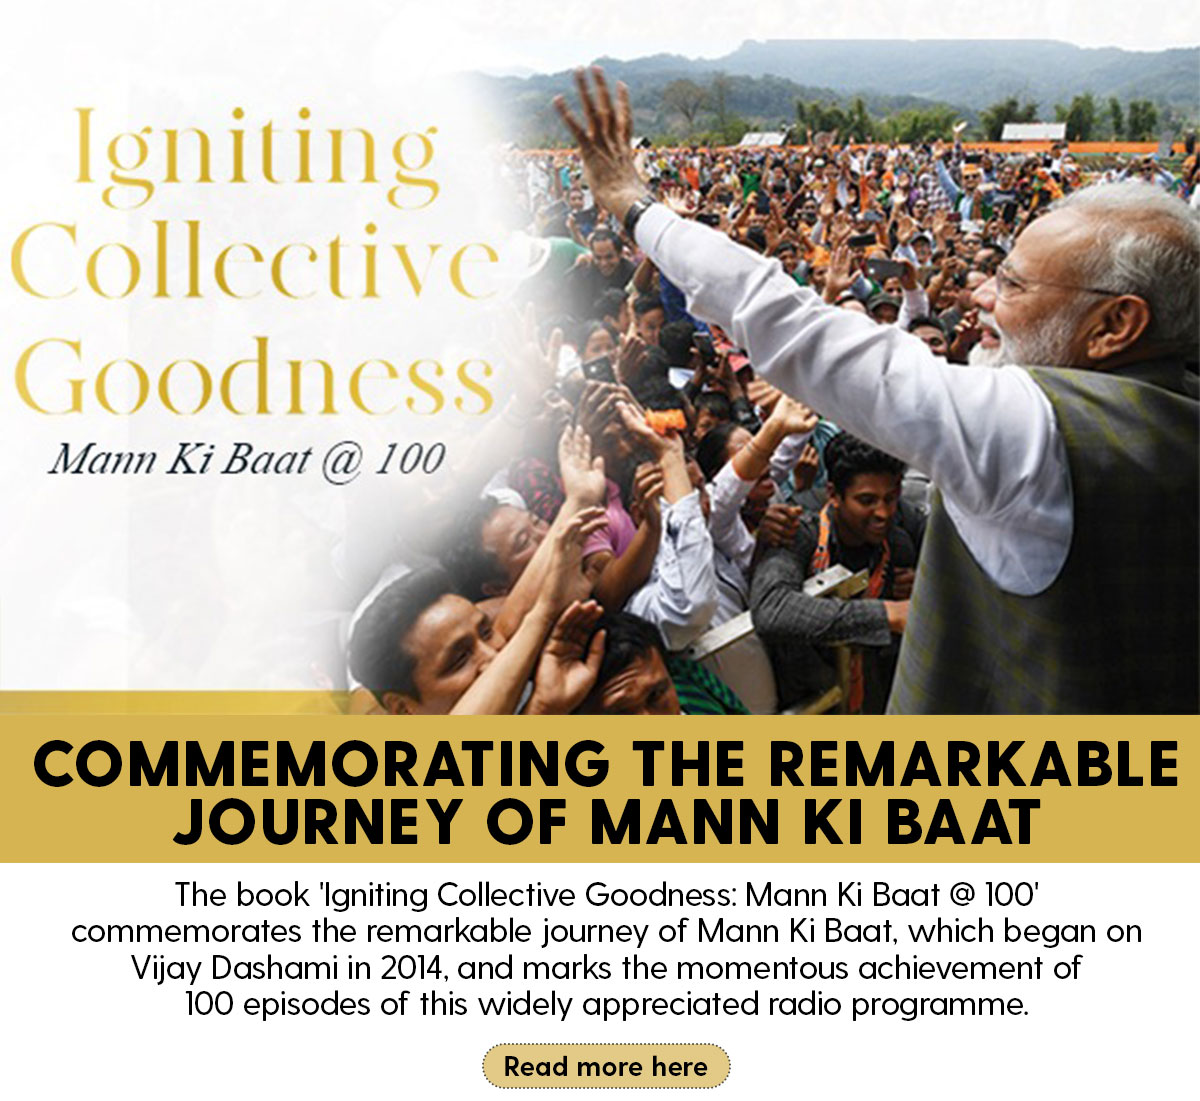 Igniting
Collective
Goodness
Mann Ki Baat @ 100
COMMEMORATING THE REMARKABLE
JOURNEY OF MANN KI BAAT
The book 'Igniting Collective Goodness: Mann Ki Baat @ 100'
commemorates the remarkable journey of Mann Ki Baat, which began on
Vijay Dashami in 2014, and marks the momentous achievement of
100 episodes of this widely appreciated radio programme.
Read more here